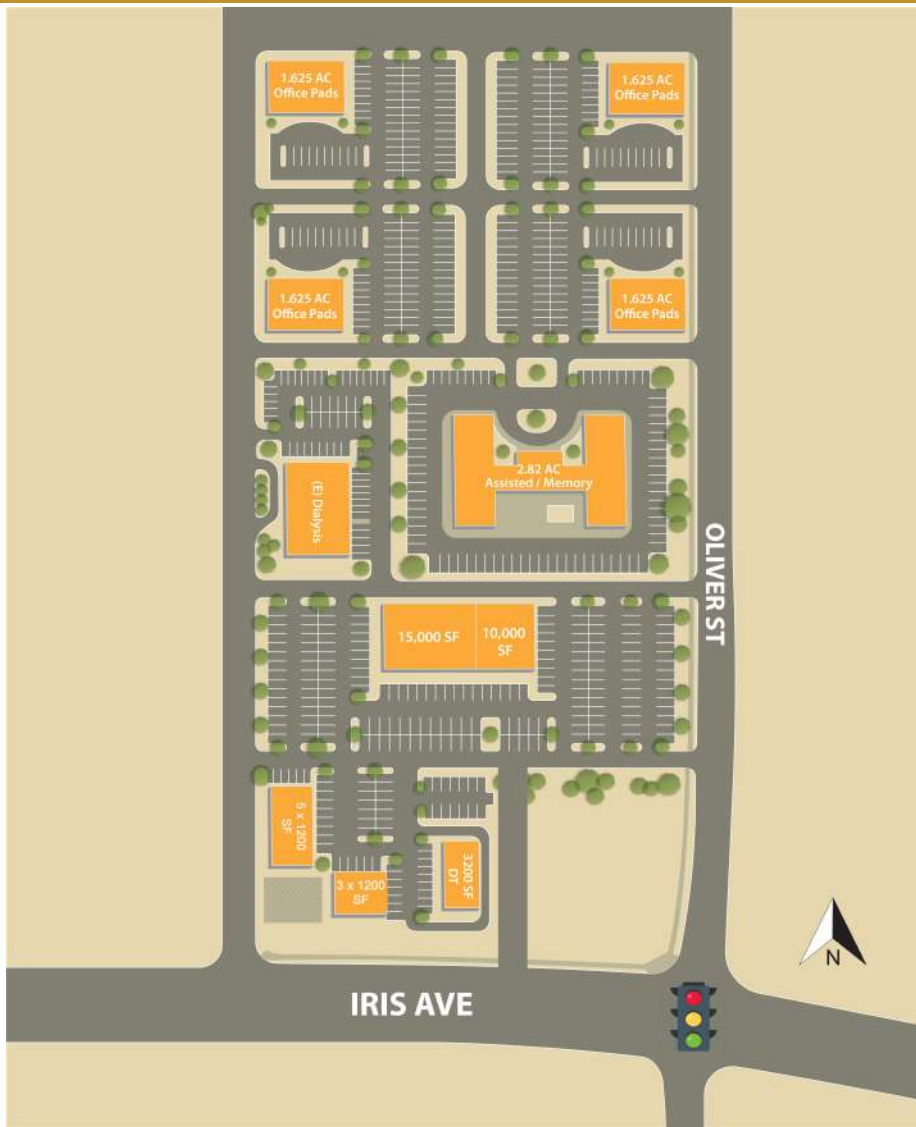 1.625 AC
Office Pads
1.625 AC
Office Pads
1.625 AC
Office Pads
1.625 AC
Office Pads
2.82 AC
Assisted / Memory
(E) Dialysis
OLIVER ST
15,000 SF
10,000
SF
5 x 1200
SF
3 x 1200
SF
3200 SF
DT
N
IRIS AVE